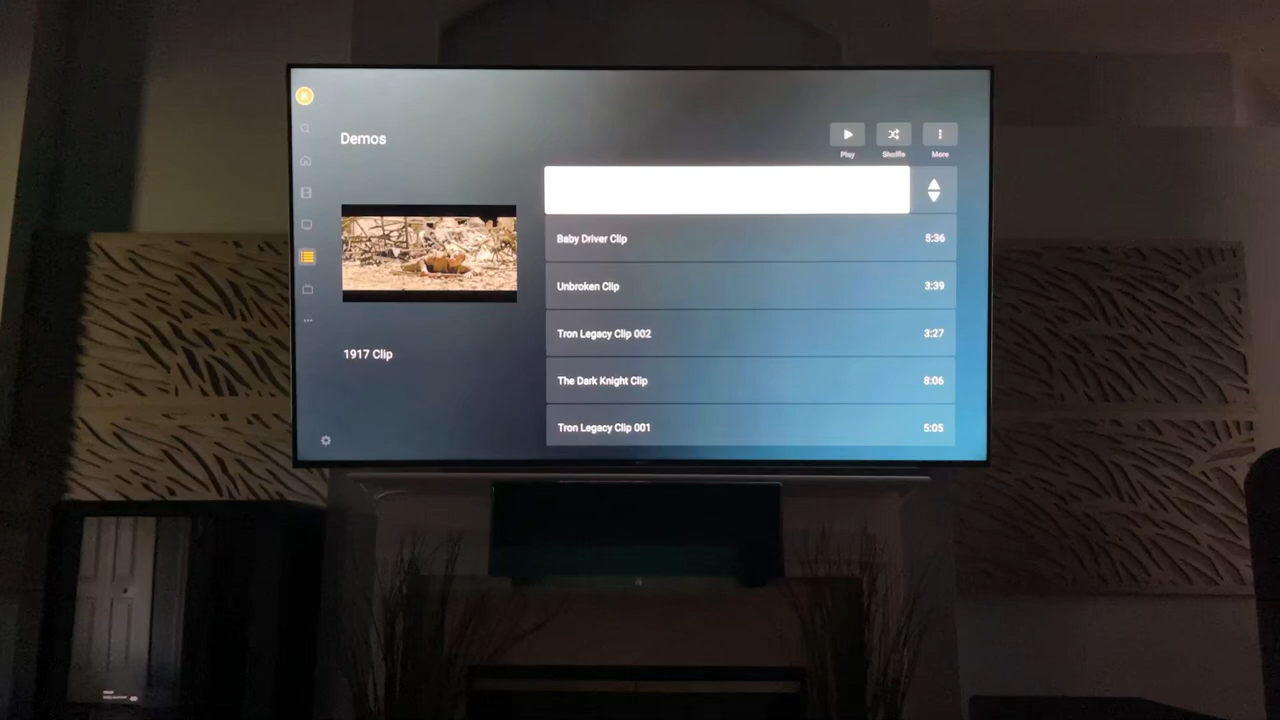 Demos
Play
Shuffle
More
Baby Driver Clip 5:36
Unbroken Clip 3:39
Tron Legacy Clip 002 3:27
The Dark Knight Clip 8:06
Tron Legacy Clip 001 5:05
1917 Clip